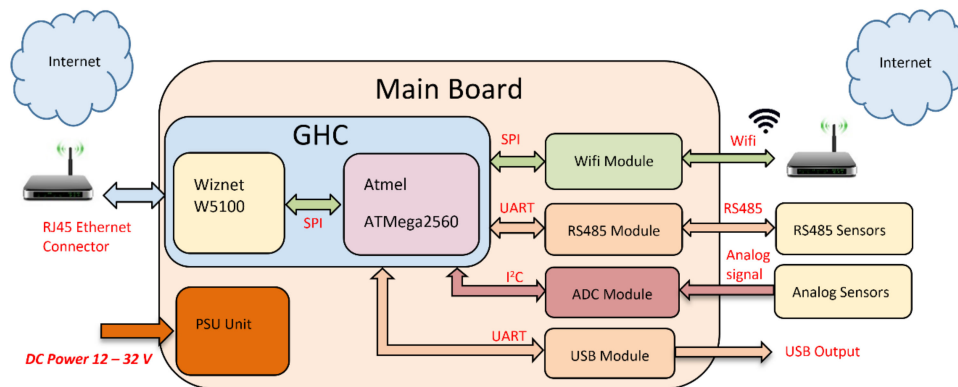 Internet
Internet
Main Board
GHC
SPI
Wifi
Wifi Module
Wiznet
W5100
Atmel
ATMega2560
SPI
RJ45 Ethernet
Connector
UART
RS485
RS485 Module
RS485 Sensors
Analog
signal
I²C
ADC Module
Analog Sensors
PSU Unit
DC Power 12 – 32 V
UART
USB Module
USB Output